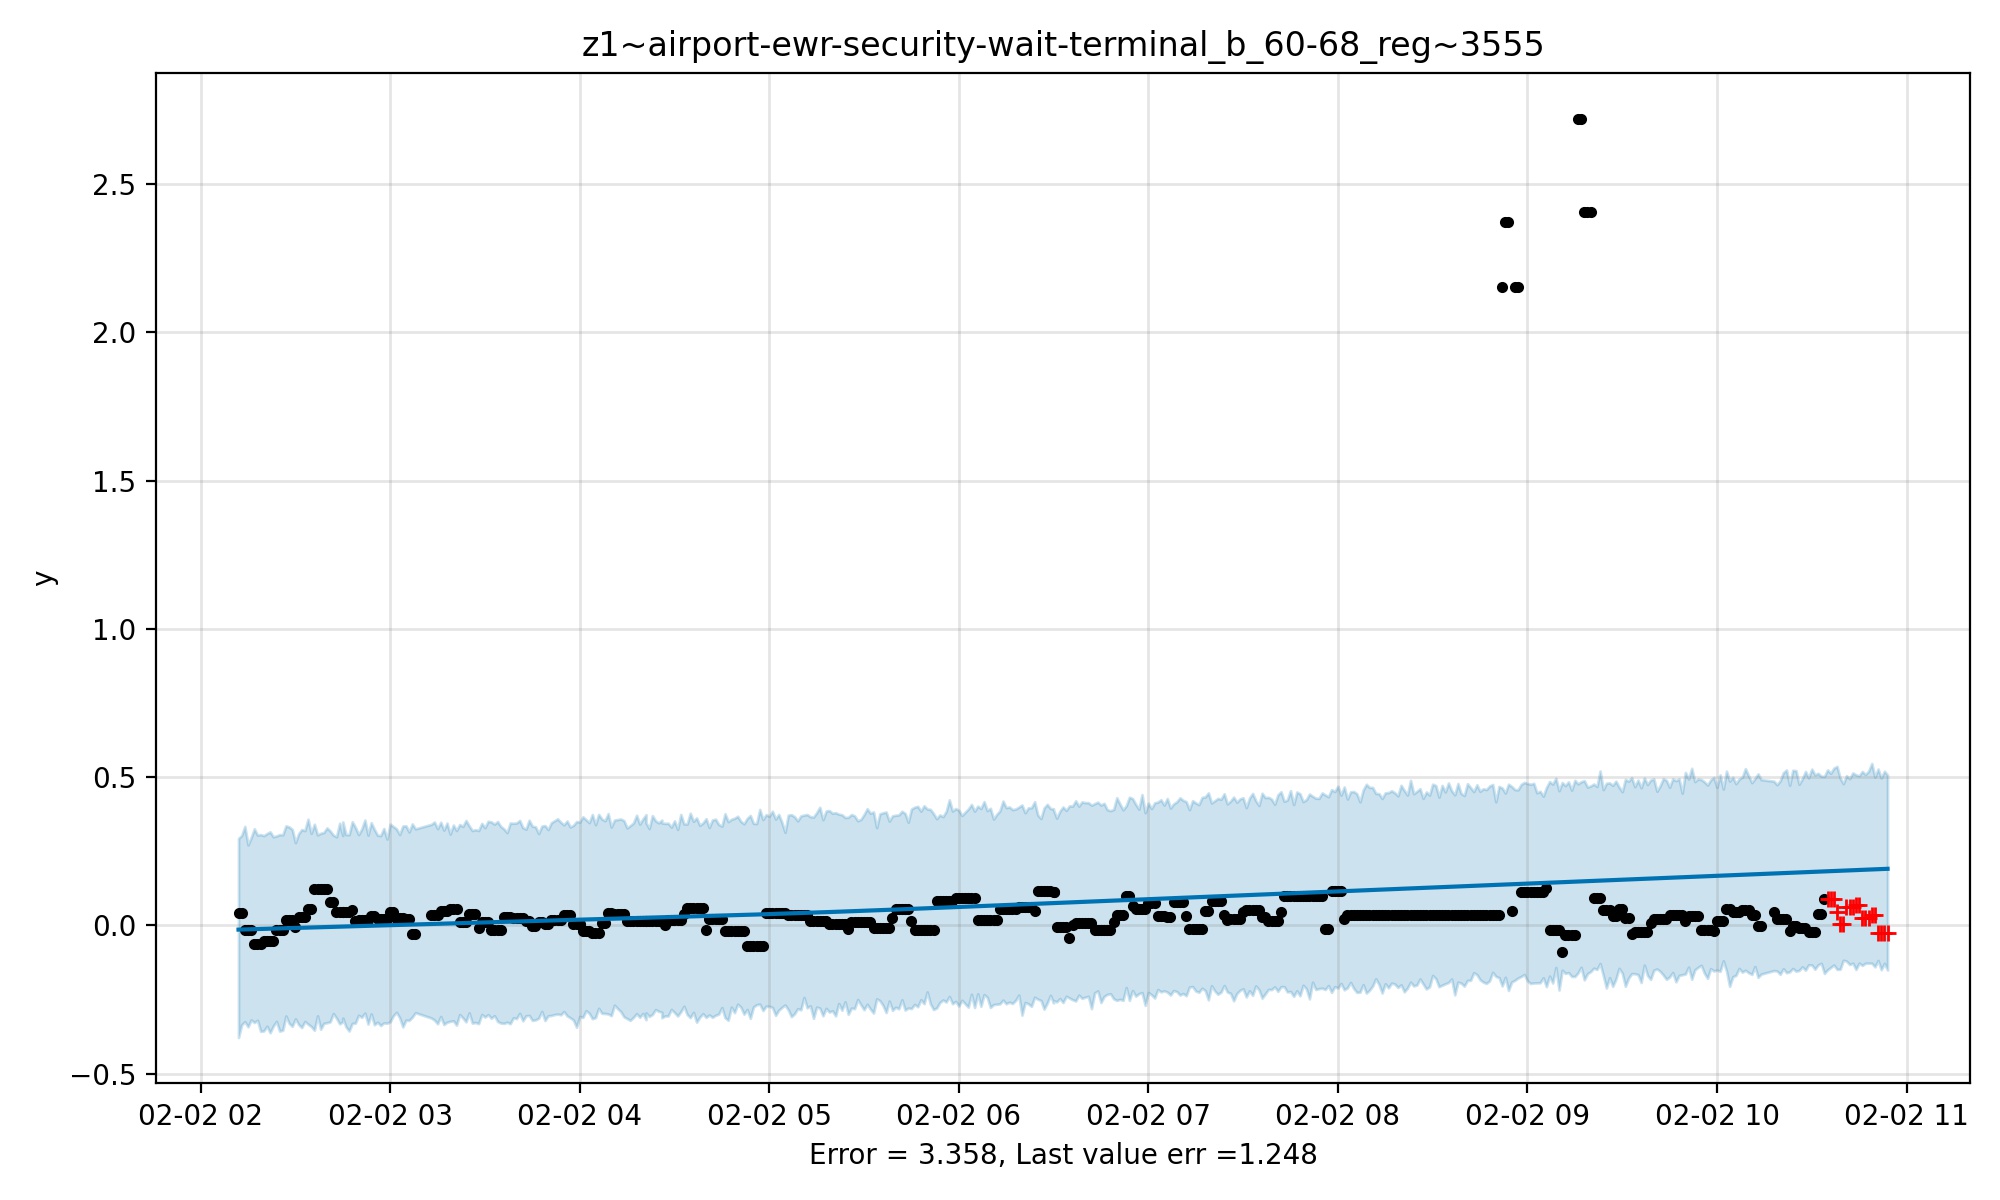 z1~airport-ewr-security-wait-terminal_b_60-68_reg~3555
2.5
2.0
1.5
1.0
0.5
0.0
−0.5
y
02-02 02 02-02 03 02-02 04 02-02 05 02-02 06 02-02 07 02-02 08 02-02 09 02-02 10 02-02 11
Error = 3.358, Last value err =1.248